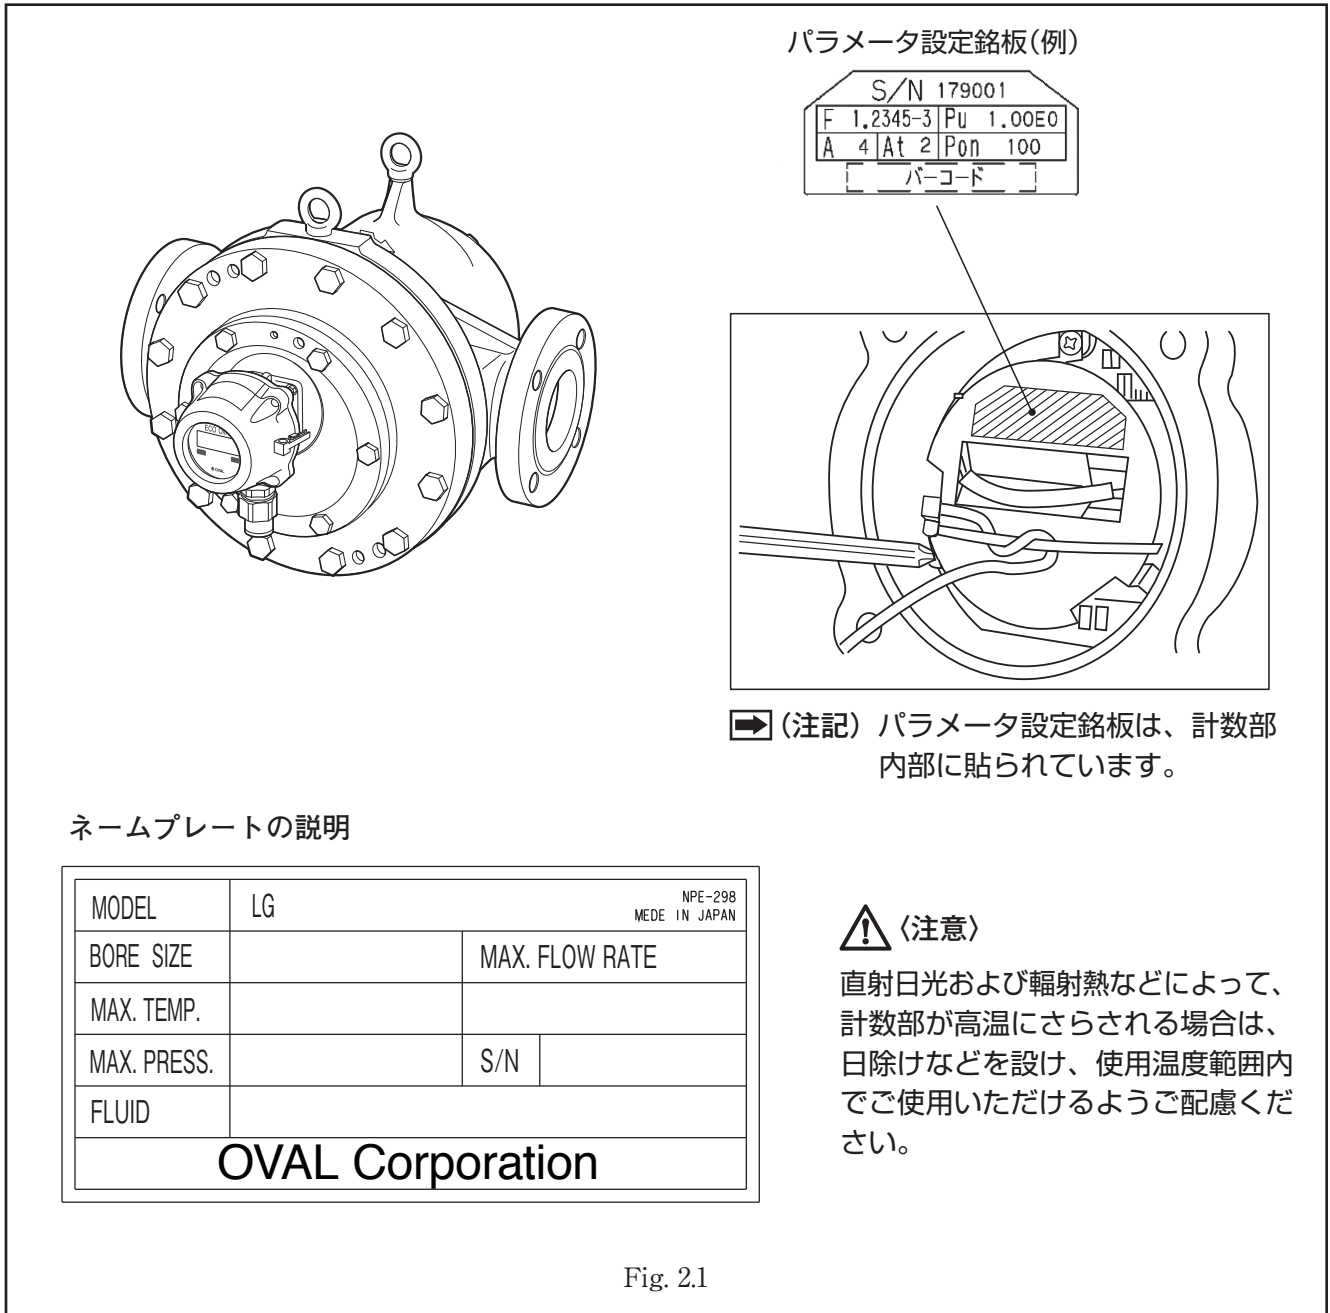 パラメータ設定銘板(例)
S/N 179001
F 1.2345-3 Pu 1.00E0
A 4 At 2 Pon 100
バーコード
(注記) パラメータ設定銘板は、計数部
内部に貼られています。
ネームプレートの説明
MODEL LG NPE-298
MEDE IN JAPAN
BORE SIZE MAX. FLOW RATE
MAX. TEMP.
MAX. PRESS. S/N
FLUID
OVAL Corporation
〈注意〉
直射日光および輻射熱などによって、
計数部が高温にさらされる場合は、
日除けなどを設け、使用温度範囲内
でご使用いただけるようご配慮くだ
さい。
Fig. 2.1